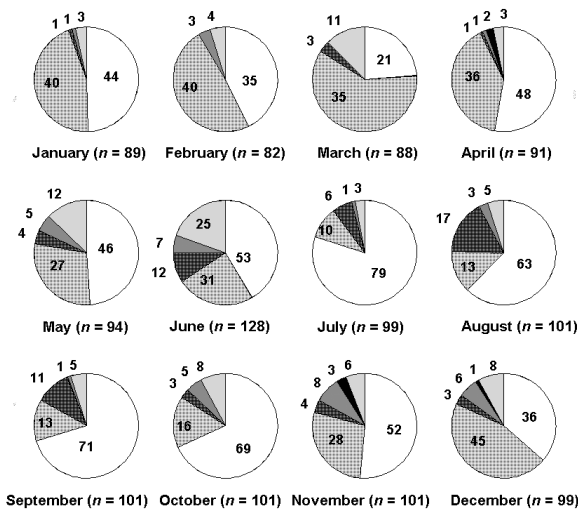 1 1 3
40 44
January (n = 89)
3 4
40 35
February (n = 82)
11
3 21
35
March (n = 88)
1 1 2 3
36 48
April (n = 91)
12
5
4 46
27
May (n = 94)
25
7 53
12 31
June (n = 128)
6 1 3
10
79
July (n = 99)
3 5
17
13 63
August (n = 101)
11 1 5
13
71
September (n = 101)
5 8
3
16
69
October (n = 101)
3 6
8
4 52
28
November (n = 101)
1 8
6
3 36
45
December (n = 99)